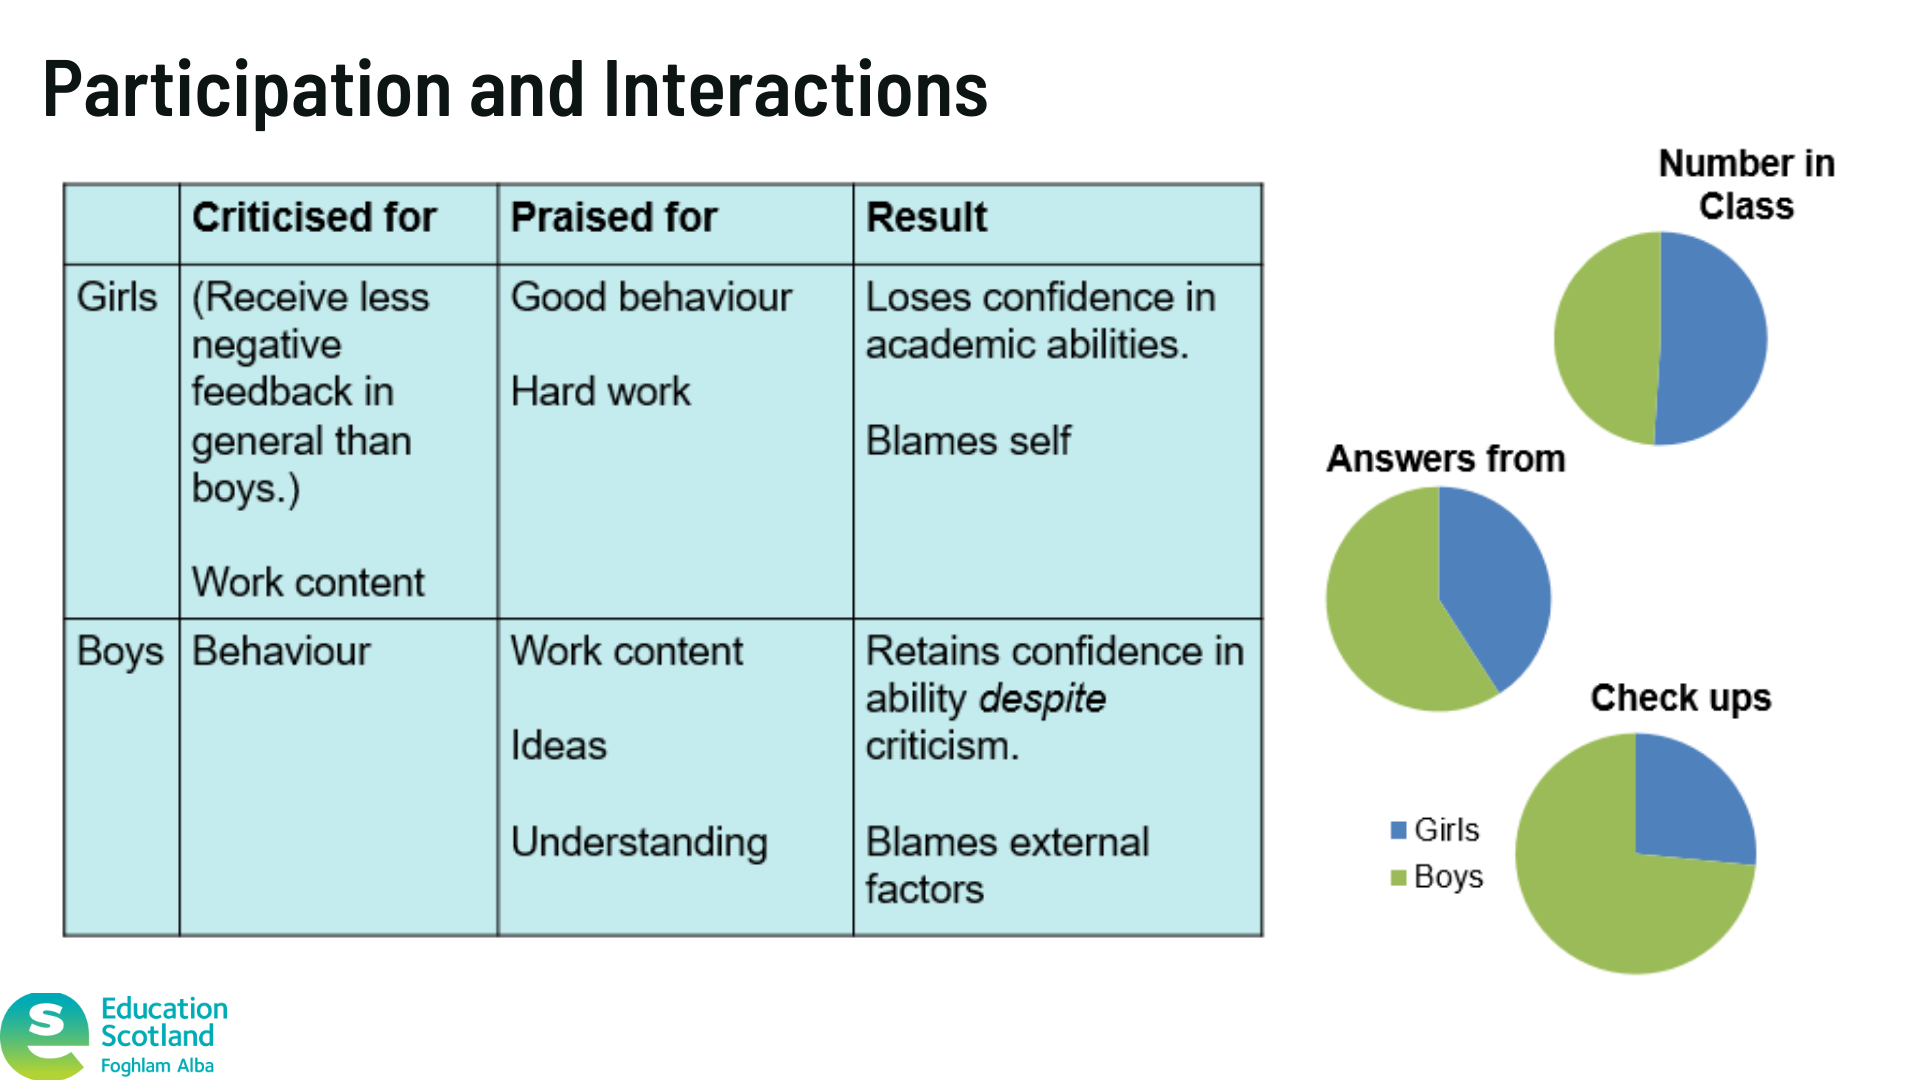 Participation and Interactions
Criticised for
Praised for
Result
Girls
(Receive less
negative
feedback in
general than
boys.)
Work content
Good behaviour
Hard work
Loses confidence in
academic abilities.
Blames self
Boys
Behaviour
Work content
Ideas
Understanding
Retains confidence in
ability despite
criticism.
Blames external
factors
Number in
Class
Answers from
Check ups
Girls
Boys
Education
Scotland
Foghlam Alba